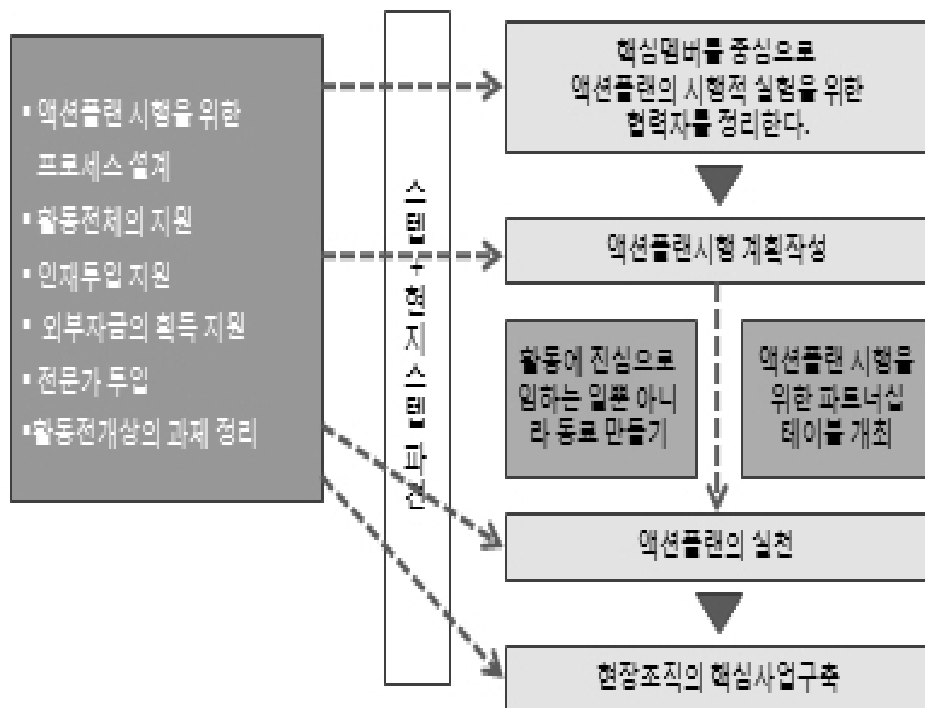 ▪ 액션플랜 시행을 위한
프로세스 설계
▪ 활동전체의 지원
▪ 인재투입 지원
▪ 외부자금의 획득 지원
▪ 전문가 투입
▪활동전개상의 과제 정리
스탭+현지스탭 파견
핵심멤버를 중심으로
액션플랜의 시행적 실험을 위한
협력자를 정리한다.
액션플랜시행 계획작성
활동에 진심으로
임하는 일뿐 아니
라 동료 만들기
액션플랜 시행을
위한 파트너십
테이블 개최
액션플랜의 실천
현장조직의 핵심사업구축